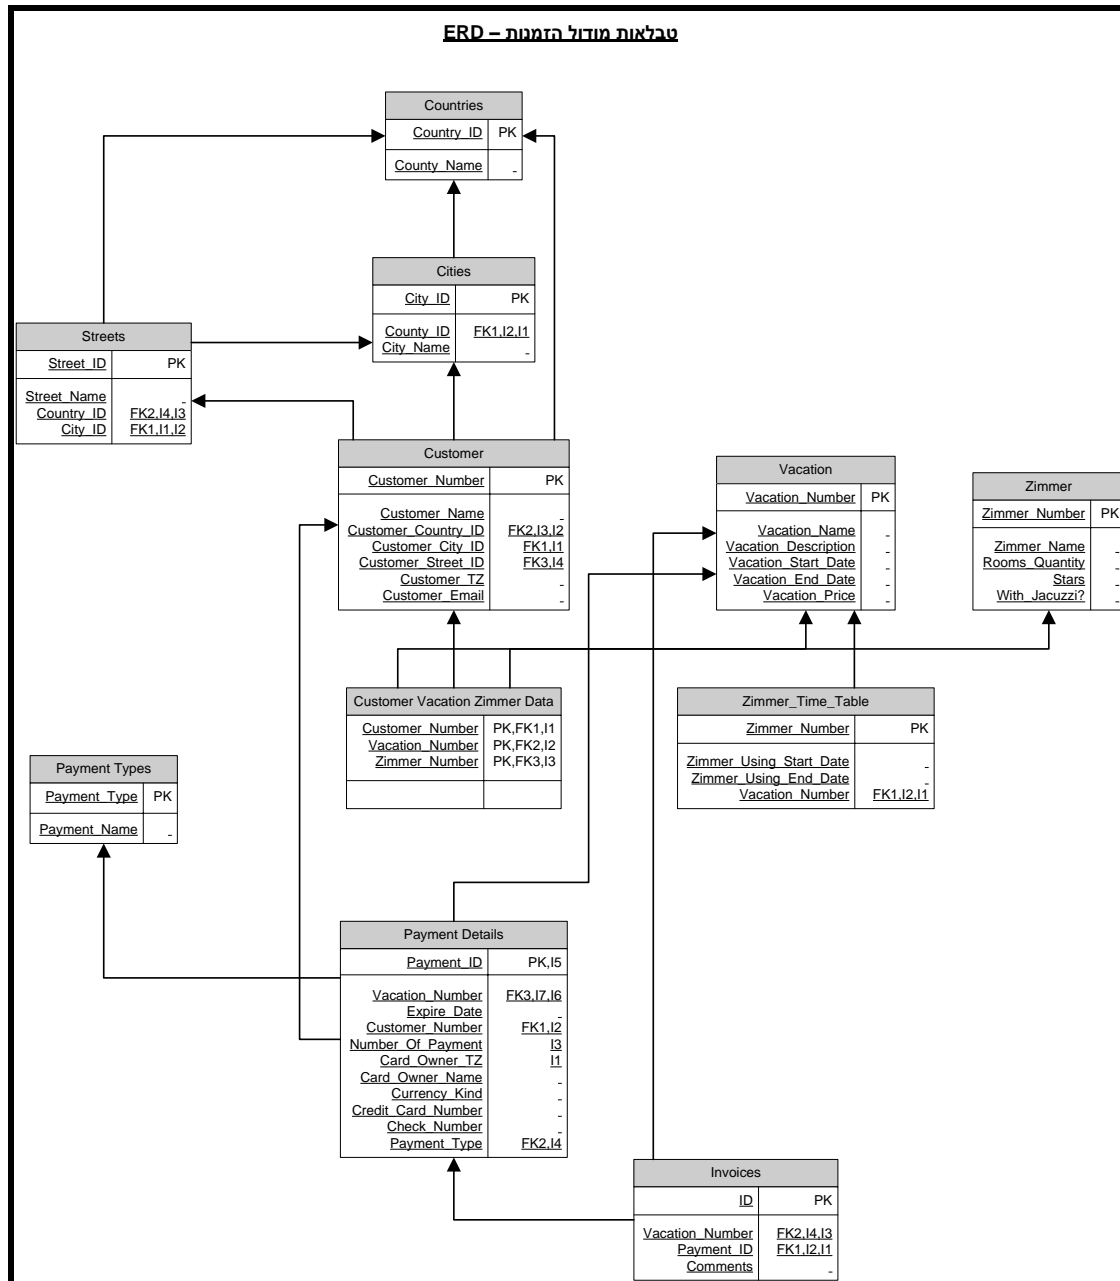 טבלאות מודול הזמנות – ERD
Countries
Country_ID PK
County_Name -
Cities
City_ID PK
County_ID FK1,I2,I1
City_Name -
Streets
Street_ID PK
Street_Name -
Country_ID FK2,I4,I3
City_ID FK1,I1,I2
Customer
Customer_Number PK
Customer_Name -
Customer_Country_ID FK2,I3,I2
Customer_City_ID FK1,I1
Customer_Street_ID FK3,I4
Customer_TZ -
Customer_Email -
Vacation
Vacation_Number PK
Vacation_Name -
Vacation_Description -
Vacation_Start_Date -
Vacation_End_Date -
Vacation_Price -
Zimmer
Zimmer_Number PK
Zimmer_Name -
Rooms_Quantity -
Stars -
With_Jacuzzi? -
Customer Vacation Zimmer Data
Customer_Number PK,FK1,I1
Vacation_Number PK,FK2,I2
Zimmer_Number PK,FK3,I3
Zimmer_Time_Table
Zimmer_Number PK
Zimmer_Using_Start_Date -
Zimmer_Using_End_Date -
Vacation_Number FK1,I2,I1
Payment Types
Payment_Type PK
Payment_Name -
Payment Details
Payment_ID PK,I5
Vacation_Number FK3,I7,I6
Expire_Date -
Customer_Number FK1,I2
Number_Of_Payment I3
Card_Owner_TZ I1
Card_Owner_Name -
Currency_Kind -
Credit_Card_Number -
Check_Number -
Payment_Type FK2,I4
Invoices
ID PK
Vacation_Number FK2,I4,I3
Payment_ID FK1,I2,I1
Comments -